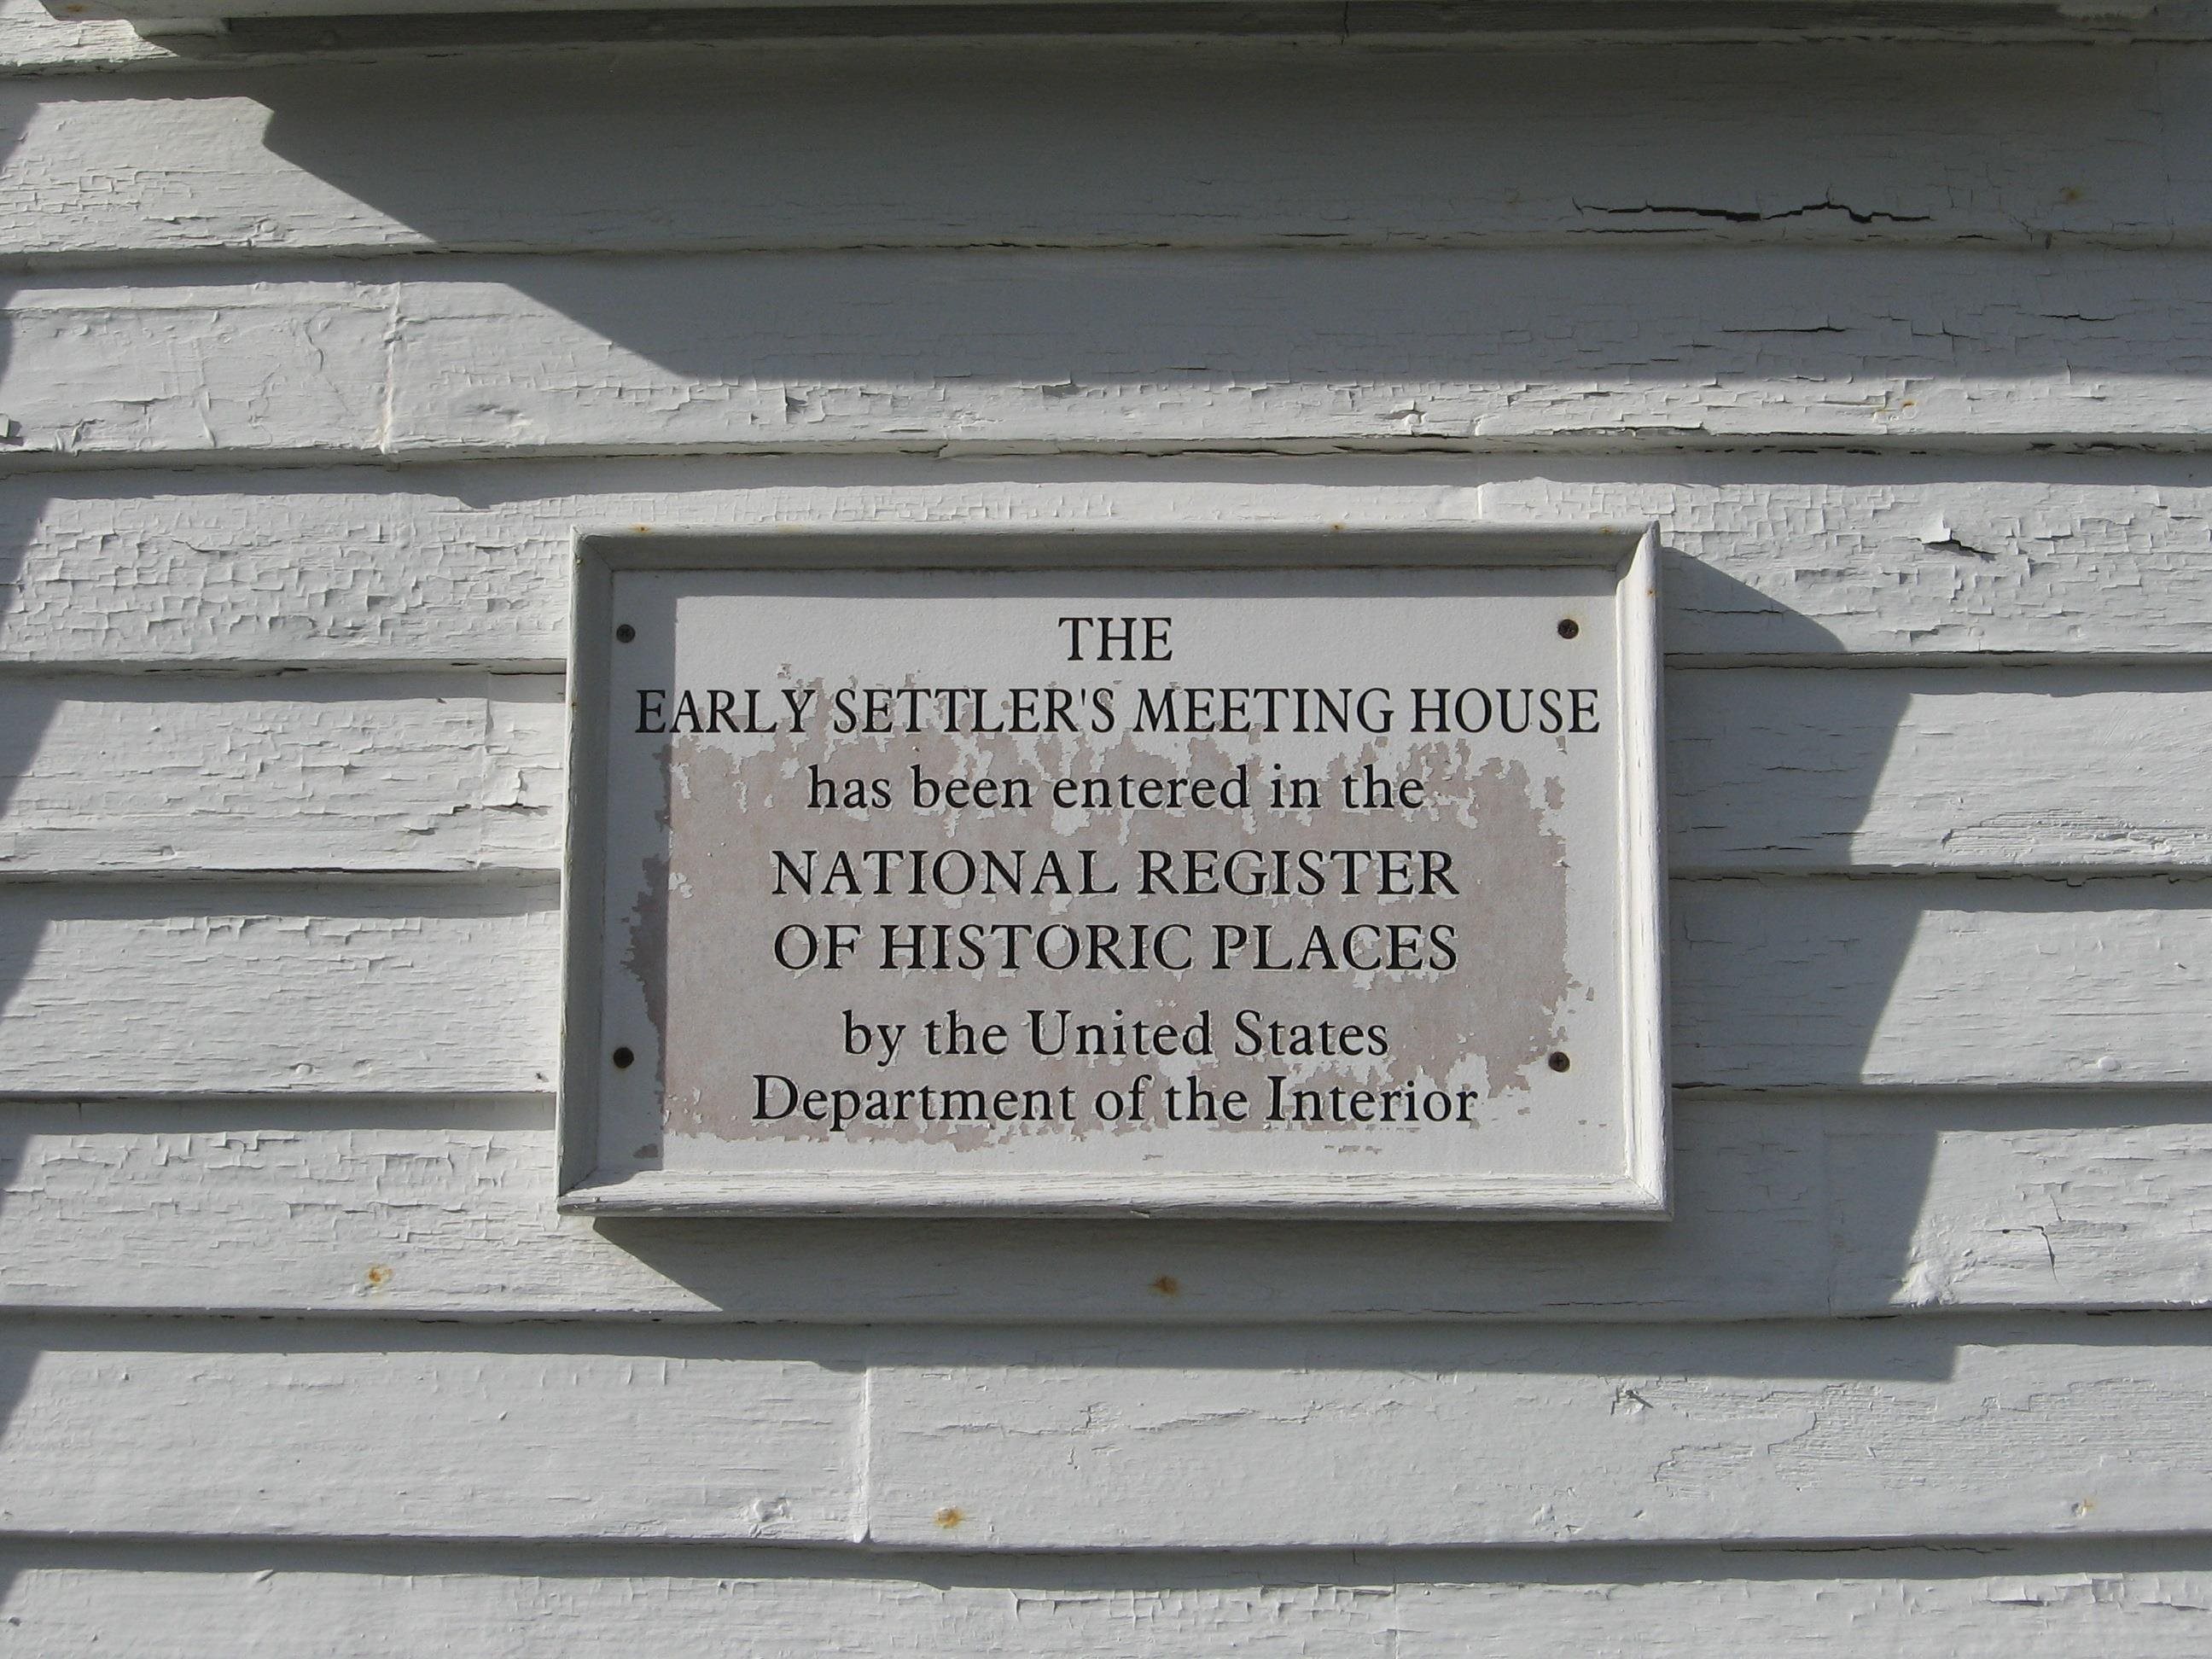 THE
EARLY SETTLER'S MEETING HOUSE
has been entered in the
NATIONAL REGISTER
OF HISTORIC PLACES
by the United States
Department of the Interior